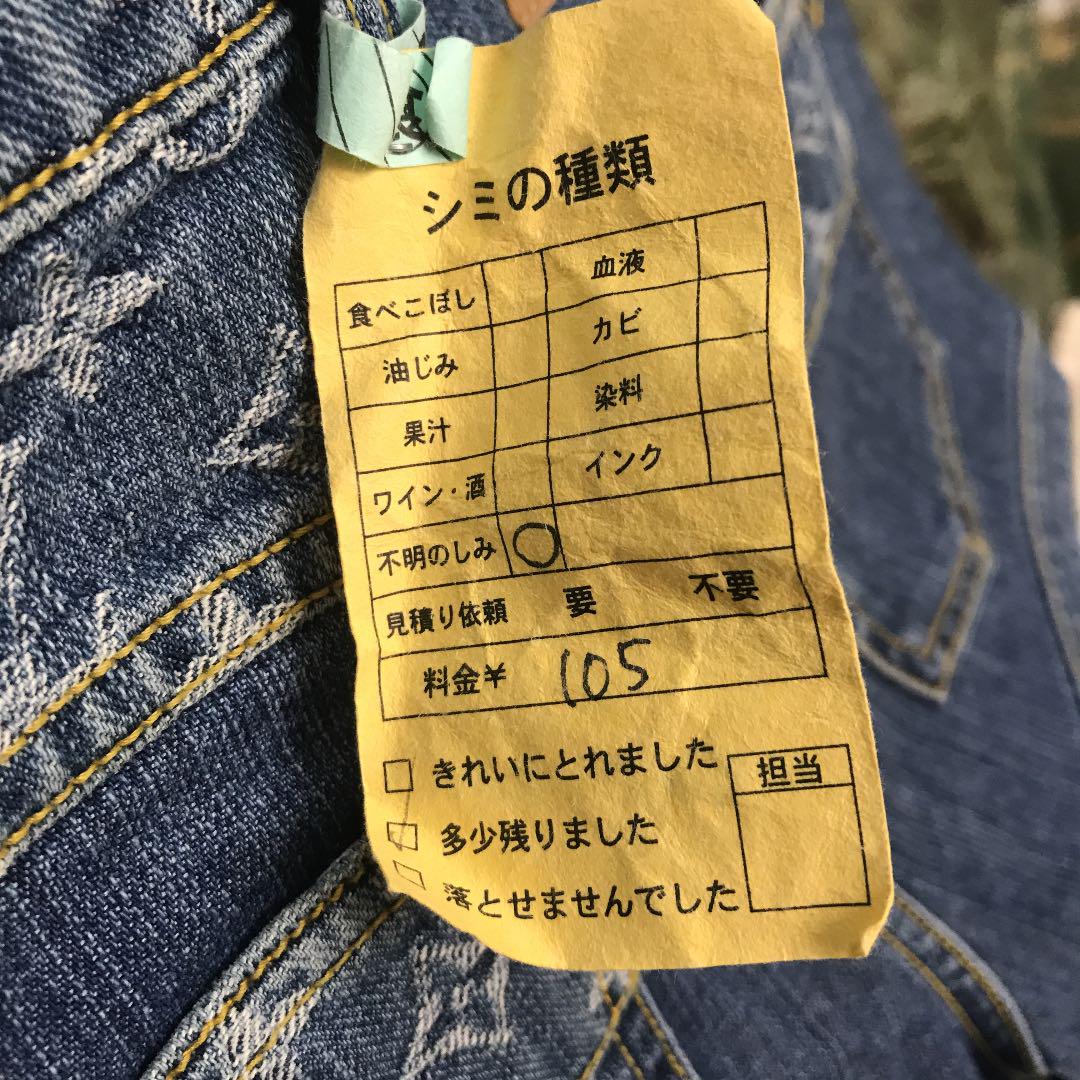 シミの種類
食べこぼし 血液
油じみ カビ
果汁 染料
ワイン・酒 インク
不明のしみ ○
見積り依頼 要 不要
料金¥ 105
□ きれいにとれました
□ 多少残りました
□ 落とせませんでした
担当